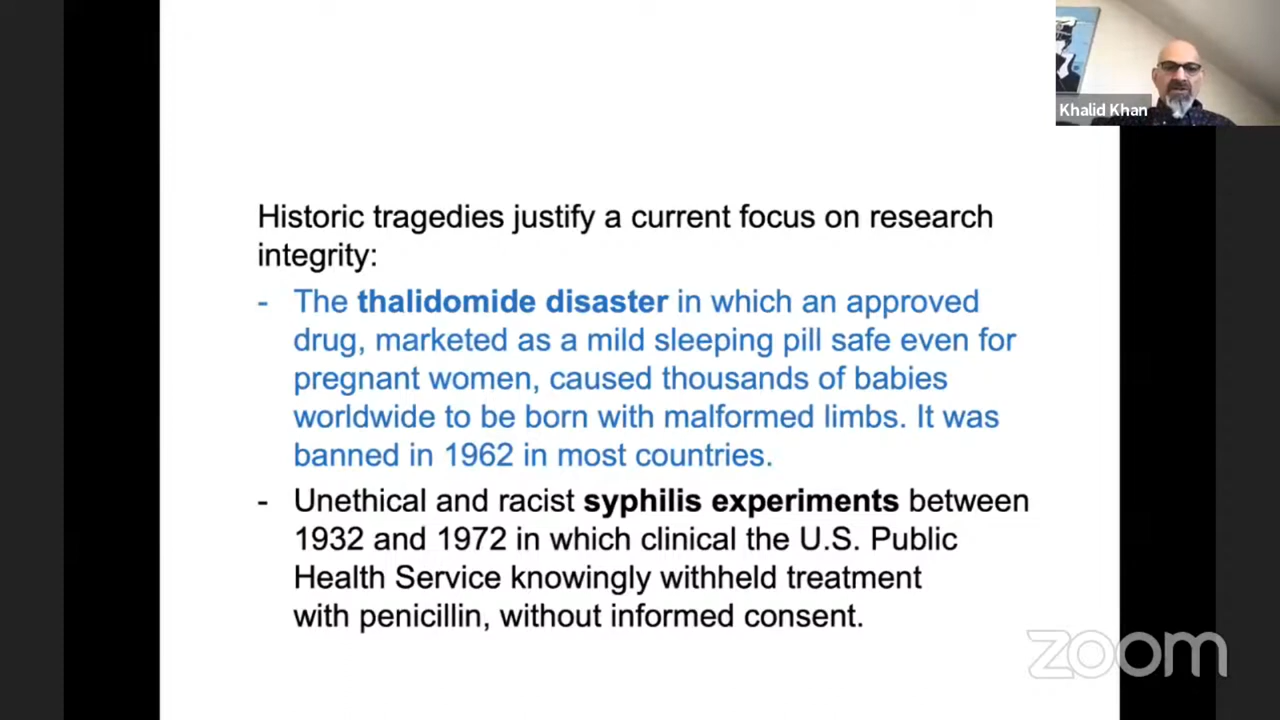 Khalid Khan
Historic tragedies justify a current focus on research
integrity:
- The thalidomide disaster in which an approved
drug, marketed as a mild sleeping pill safe even for
pregnant women, caused thousands of babies
worldwide to be born with malformed limbs. It was
banned in 1962 in most countries.
- Unethical and racist syphilis experiments between
1932 and 1972 in which clinical the U.S. Public
Health Service knowingly withheld treatment
with penicillin, without informed consent.
zoom